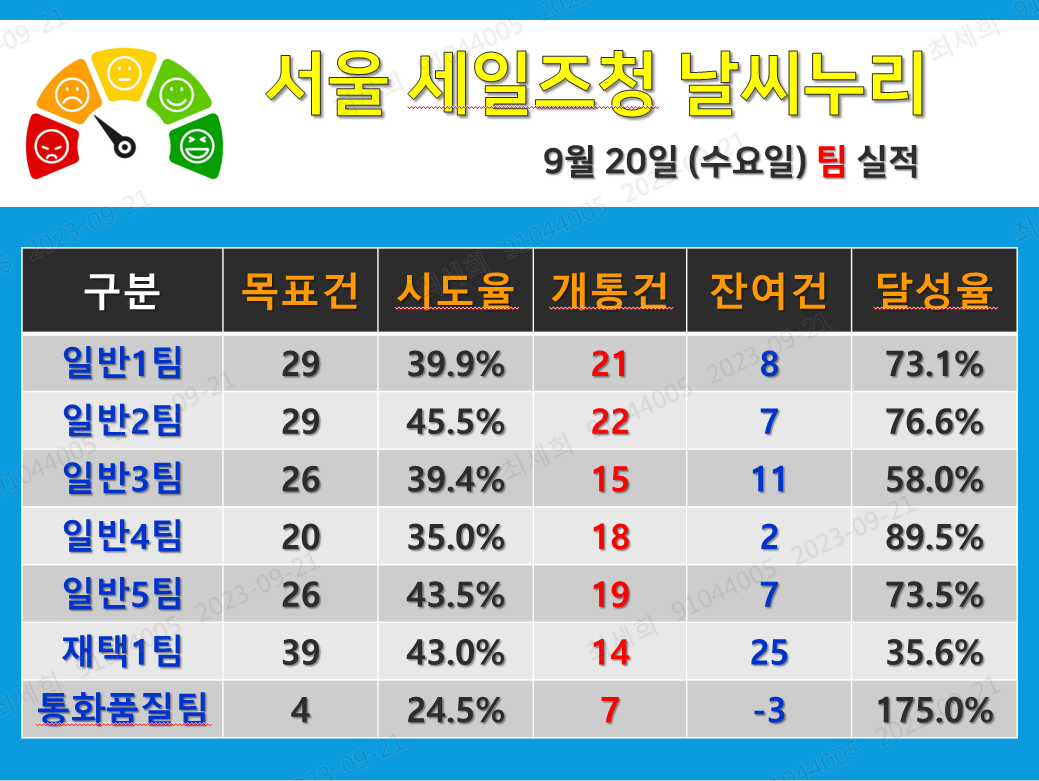 서울 세일즈청 날씨누리
9월 20일 (수요일) 팀 실적
구분 목표건 시도율 개통건 잔여건 달성율
일반1팀 29 39.9% 21 8 73.1%
일반2팀 29 45.5% 22 7 76.6%
일반3팀 26 39.4% 15 11 58.0%
일반4팀 20 35.0% 18 2 89.5%
일반5팀 26 43.5% 19 7 73.5%
재택1팀 39 43.0% 14 25 35.6%
통화품질팀 4 24.5% 7 -3 175.0%
최세희 91044005 2023-09-21